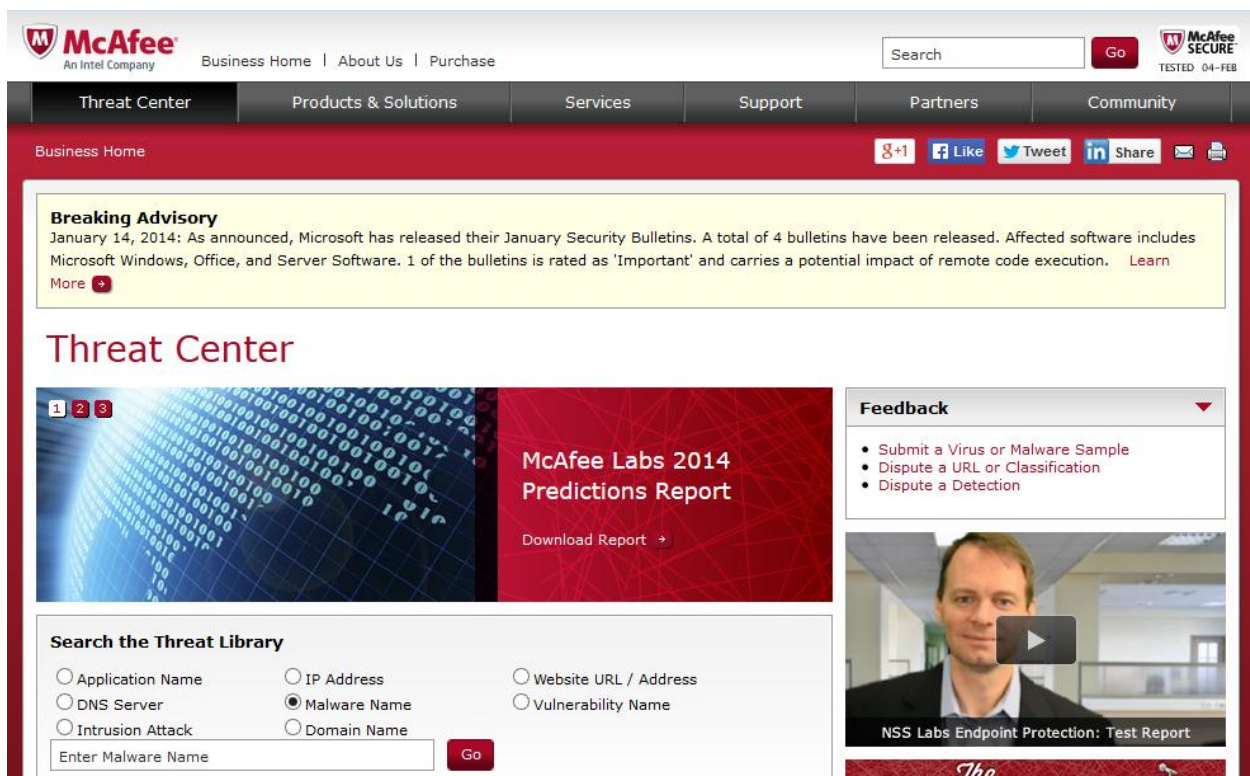 McAfee
An Intel Company
Business Home | About Us | Purchase
Search
Go
McAfee
SECURE
TESTED 04-FEB
Threat Center
Products & Solutions
Services
Support
Partners
Community
Business Home
g+1
Like
Tweet
in Share
Breaking Advisory
January 14, 2014: As announced, Microsoft has released their January Security Bulletins. A total of 4 bulletins have been released. Affected software includes
Microsoft Windows, Office, and Server Software. 1 of the bulletins is rated as 'Important' and carries a potential impact of remote code execution. Learn
More
Threat Center
1 2 3
McAfee Labs 2014
Predictions Report
Download Report
Feedback
Submit a Virus or Malware Sample
Dispute a URL or Classification
Dispute a Detection
NSS Labs Endpoint Protection: Test Report
Search the Threat Library
Application Name
IP Address
Website URL / Address
DNS Server
Malware Name
Vulnerability Name
Intrusion Attack
Domain Name
Enter Malware Name
Go
The